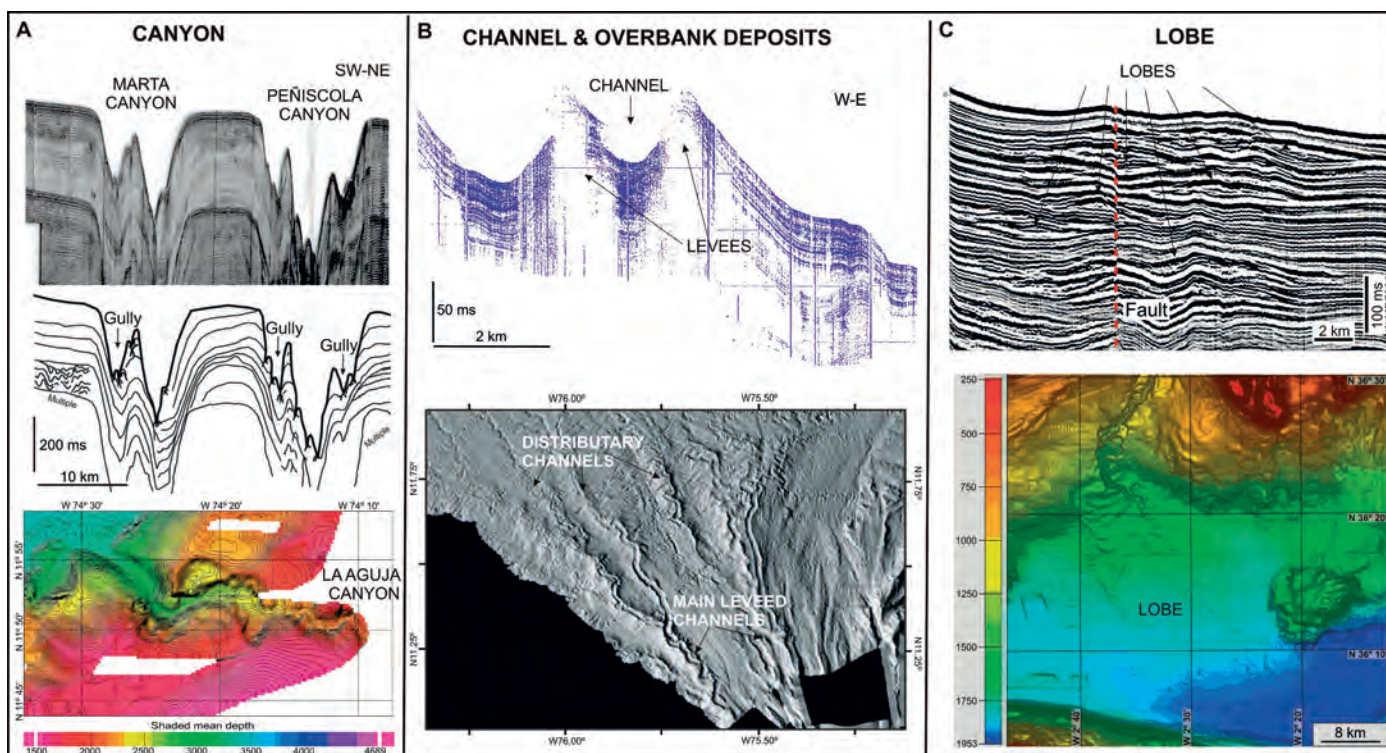 A
CANYON
SW-NE
MARTA
CANYON
PEÑISCOLA
CANYON
Gully
Gully
Gully
Multiple
Multiple
200 ms
10 km
W 74° 30'
W 74° 20'
W 74° 10'
N 11° 55'
N 11° 50'
N 11° 45'
LA AGUJA
CANYON
Shaded mean depth
1500 2000 2500 3000 3500 4000 4689
B
CHANNEL & OVERBANK DEPOSITS
CHANNEL
W-E
LEVEES
50 ms
2 km
W76.00° W75.50°
N11.75°
N11.75°
DISTRIBUTARY
CHANNELS
MAIN LEVEED
CHANNELS
N11.25°
N11.25°
W76.00° W75.50°
C
LOBE
LOBES
Fault
100 ms
2 km
250
500
750
1000
1250
1500
1750
1953
N 36° 30'
N 36° 20'
LOBE
N 36° 10'
W 2° 40'
W 2° 30'
W 2° 20'
8 km